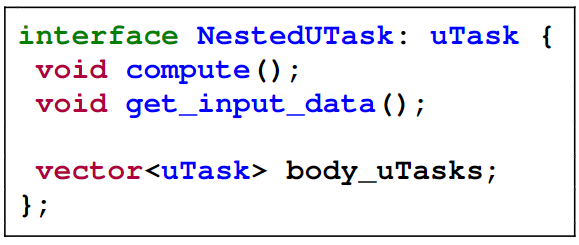 interface NestedUTask: uTask {
void compute();
void get_input_data();
vector<uTask> body_uTasks;
};